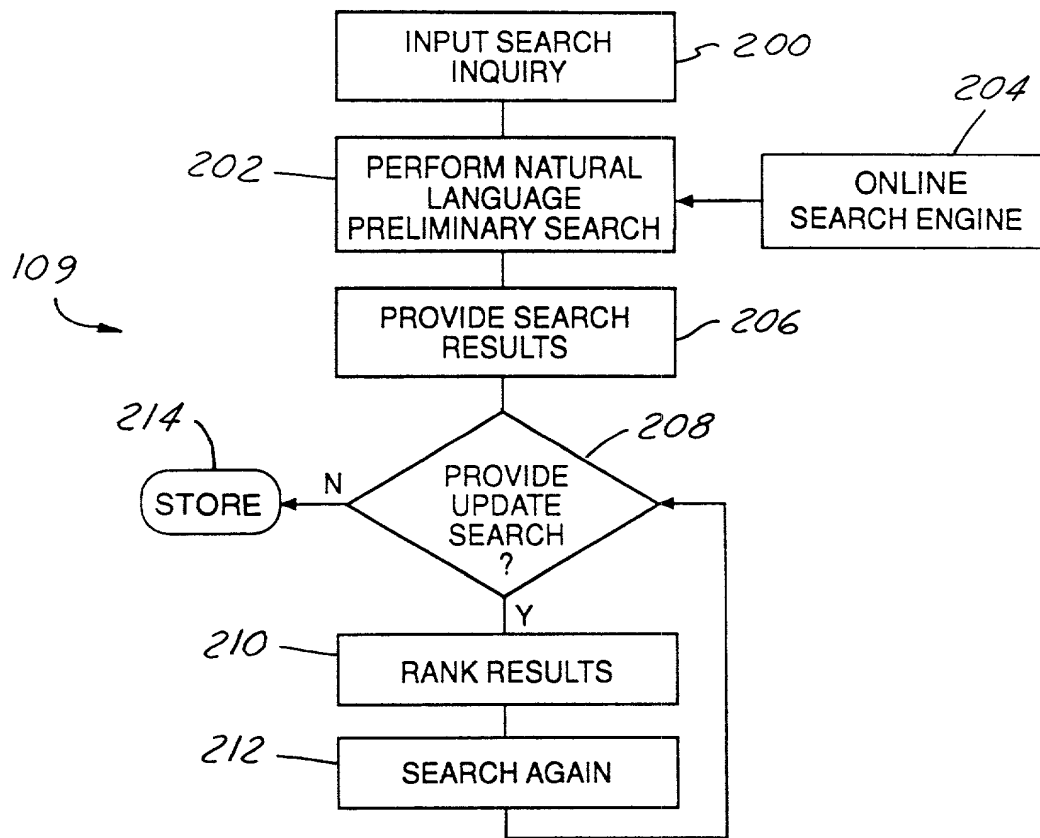 INPUT SEARCH
INQUIRY
200
204
202
PERFORM NATURAL
LANGUAGE
PRELIMINARY SEARCH
ONLINE
SEARCH ENGINE
109
PROVIDE SEARCH
RESULTS
206
214
208
STORE
N
PROVIDE
UPDATE
SEARCH
?
Y
210
RANK RESULTS
212
SEARCH AGAIN